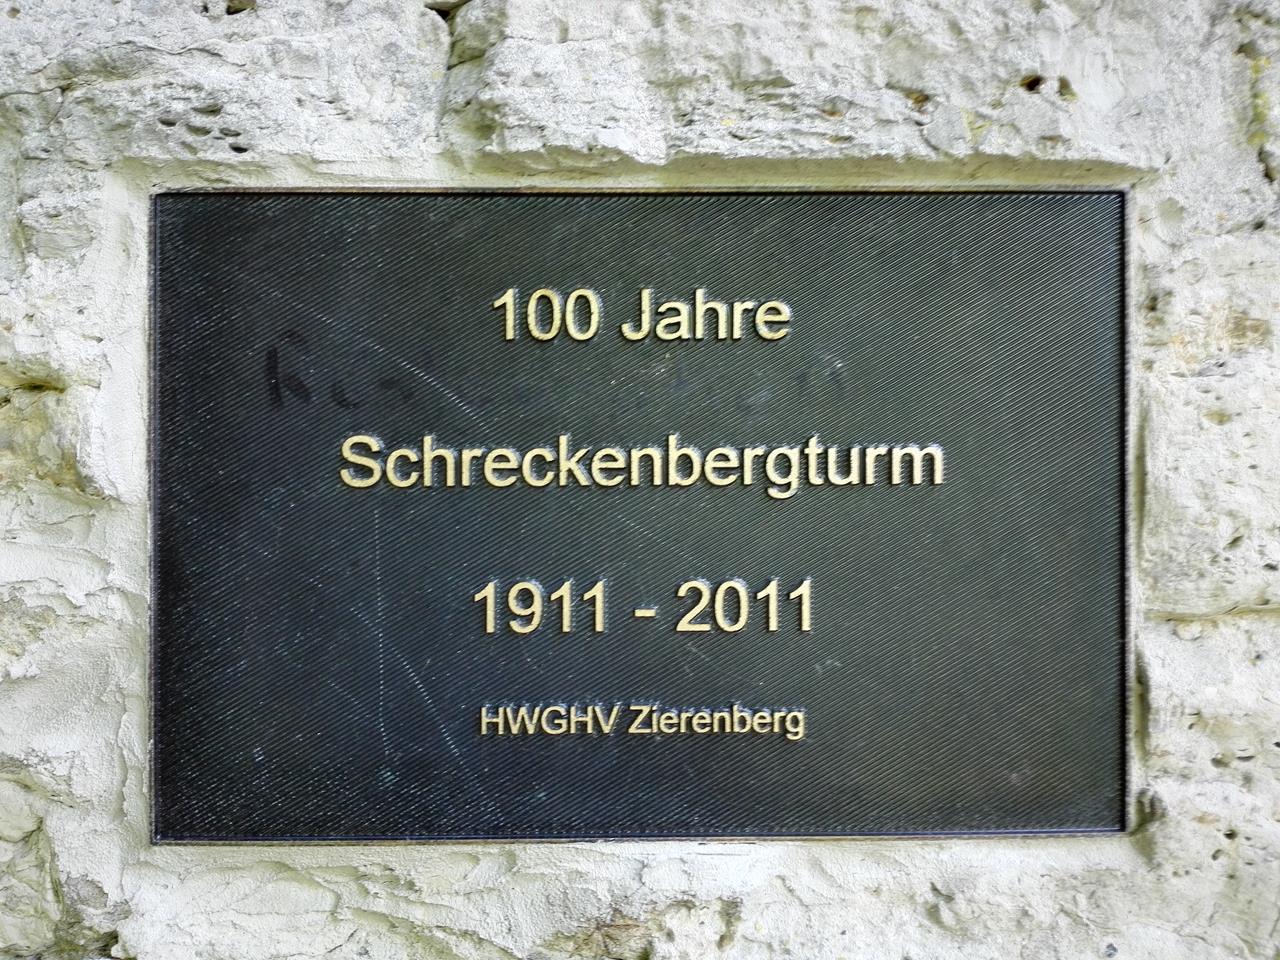 100 Jahre
Schreckenbergturm
1911 - 2011
HWGHV Zierenberg